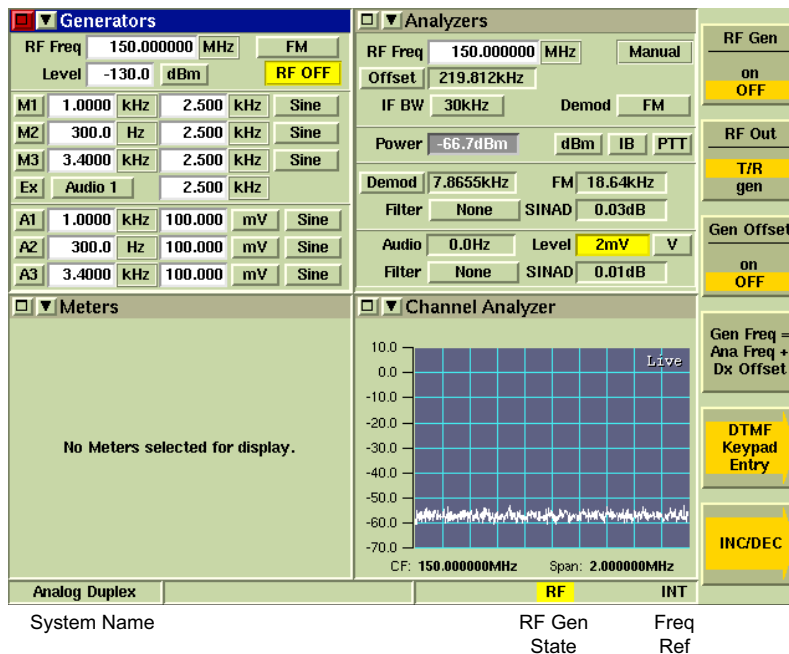 Generators
RF Freq 150.000000 MHz FM
Level -130.0 dBm RF OFF
M1 1.0000 kHz 2.500 kHz Sine
M2 300.0 Hz 2.500 kHz Sine
M3 3.4000 kHz 2.500 kHz Sine
Ex Audio 1 2.500 kHz
A1 1.0000 kHz 100.000 mV Sine
A2 300.0 Hz 100.000 mV Sine
A3 3.4000 kHz 100.000 mV Sine
Analyzers
RF Freq 150.000000 MHz Manual
Offset 219.812kHz
IF BW 30kHz Demod FM
Power -66.7dBm dBm IB PTT
Demod 7.8655kHz FM 18.64kHz
Filter None SINAD 0.03dB
Audio 0.0Hz Level 2mV V
Filter None SINAD 0.01dB
Meters
No Meters selected for display.
Channel Analyzer
Live
10.0
0.0
-10.0
-20.0
-30.0
-40.0
-50.0
-60.0
-70.0
CF: 150.000000MHz Span: 2.000000MHz
RF Gen
on
OFF
RF Out
T/R
gen
Gen Offset
on
OFF
Gen Freq =
Ana Freq +
Dx Offset
DTMF
Keypad
Entry
INC/DEC
Analog Duplex RF INT
System Name
RF Gen
State
Freq
Ref